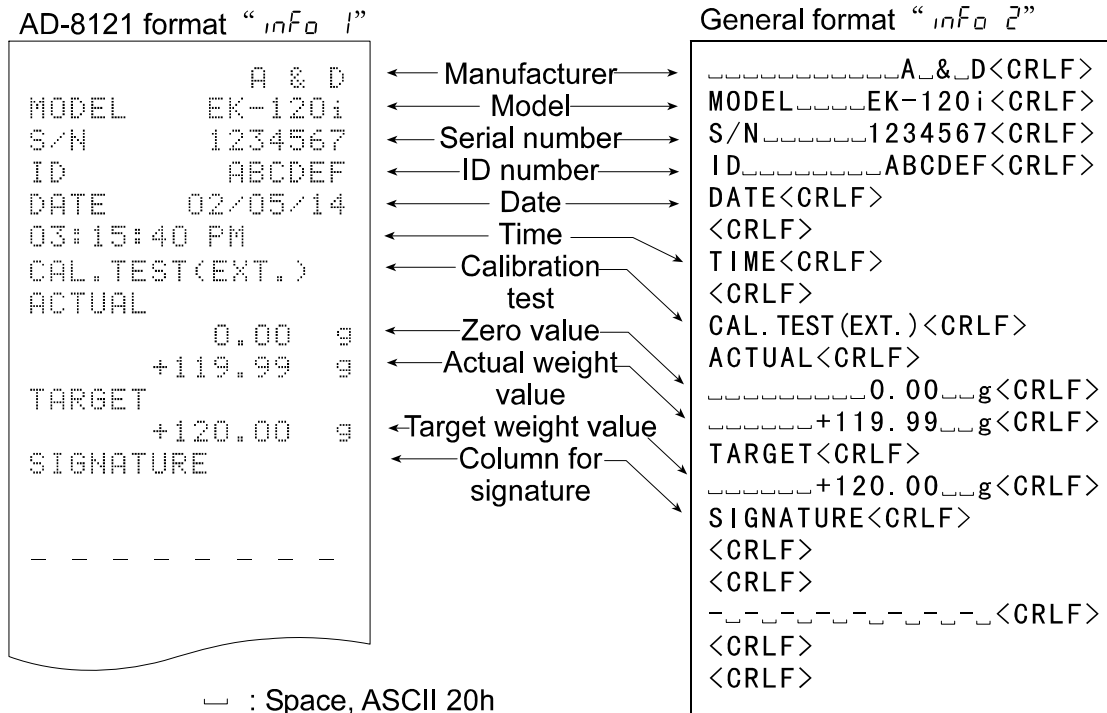 AD-8121 format “ info 1”
A & D
MODEL EK-120i
S/N 1234567
ID ABCDEF
DATE 02/05/14
03:15:40 PM
CAL.TEST(EXT.)
ACTUAL
0.00 g
+119.99 g
TARGET
+120.00 g
SIGNATURE
- - - - - - - -
Manufacturer
Model
Serial number
ID number
Date
Time
Calibration
test
Zero value
Actual weight
value
Target weight value
Column for
signature
General format “ info 2”
␣␣␣␣␣␣␣␣␣␣␣A␣&␣D<CRLF>
MODEL␣␣␣␣EK-120i<CRLF>
S/N␣␣␣␣␣␣1234567<CRLF>
ID␣␣␣␣␣␣␣␣ABCDEF<CRLF>
DATE<CRLF>
<CRLF>
TIME<CRLF>
<CRLF>
CAL.TEST(EXT.)<CRLF>
ACTUAL<CRLF>
␣␣␣␣␣␣␣␣␣0.00␣␣g<CRLF>
␣␣␣␣␣␣+119.99␣␣g<CRLF>
TARGET<CRLF>
␣␣␣␣␣␣+120.00␣␣g<CRLF>
SIGNATURE<CRLF>
<CRLF>
<CRLF>
-␣-␣-␣-␣-␣-␣-␣-␣<CRLF>
<CRLF>
<CRLF>
␣ : Space, ASCII 20h